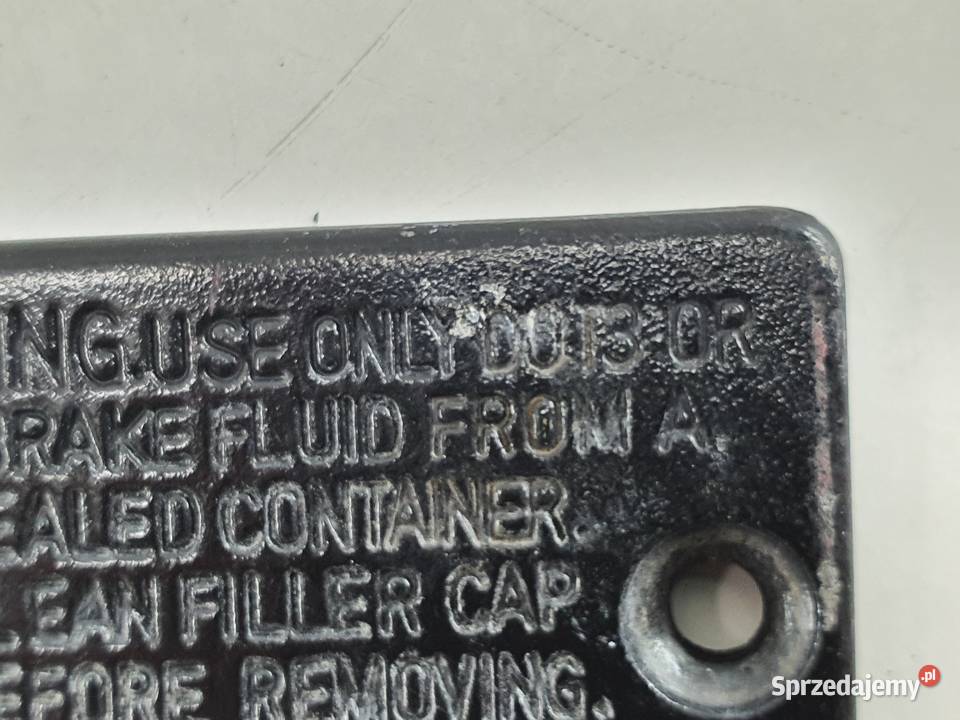 ING. USE ONLY DOT3 OR
BRAKE FLUID FROM A
EALED CONTAINER.
LEAN FILLER CAP
EFORE REMOVING.
Sprzedajemy.pl